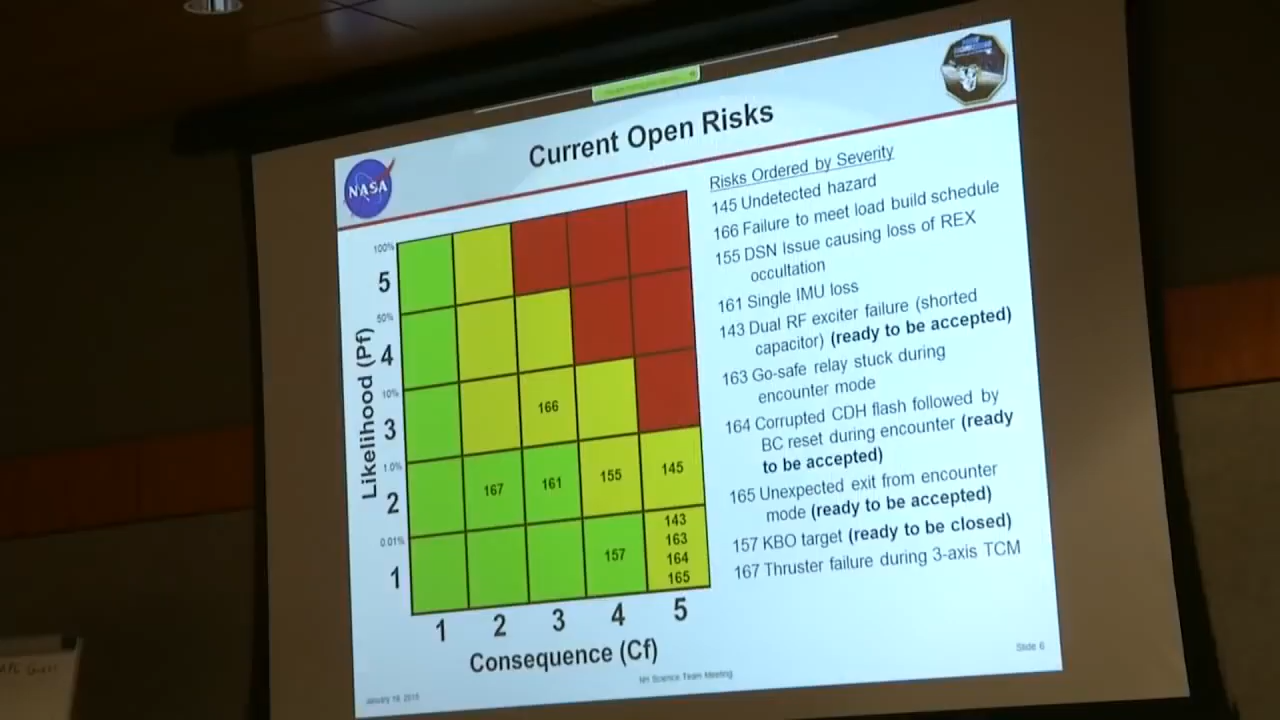 Current Open Risks
NASA
Risks Ordered by Severity
145 Undetected hazard
166 Failure to meet load build schedule
155 DSN Issue causing loss of REX
occultation
161 Single IMU loss
143 Dual RF exciter failure (shorted
capacitor) (ready to be accepted)
163 Go-safe relay stuck during
encounter mode
164 Corrupted CDH flash followed by
BC reset during encounter (ready
to be accepted)
165 Unexpected exit from encounter
mode (ready to be accepted)
157 KBO target (ready to be closed)
167 Thruster failure during 3-axis TCM
Likelihood (Pf)
100%
5
50%
4
10%
3
1.0%
2
0.01%
1
166
167 161 155 145
157
143
163
164
165
1 2 3 4 5
Consequence (Cf)
January 2015
NH Science Team Meeting
Slide 6